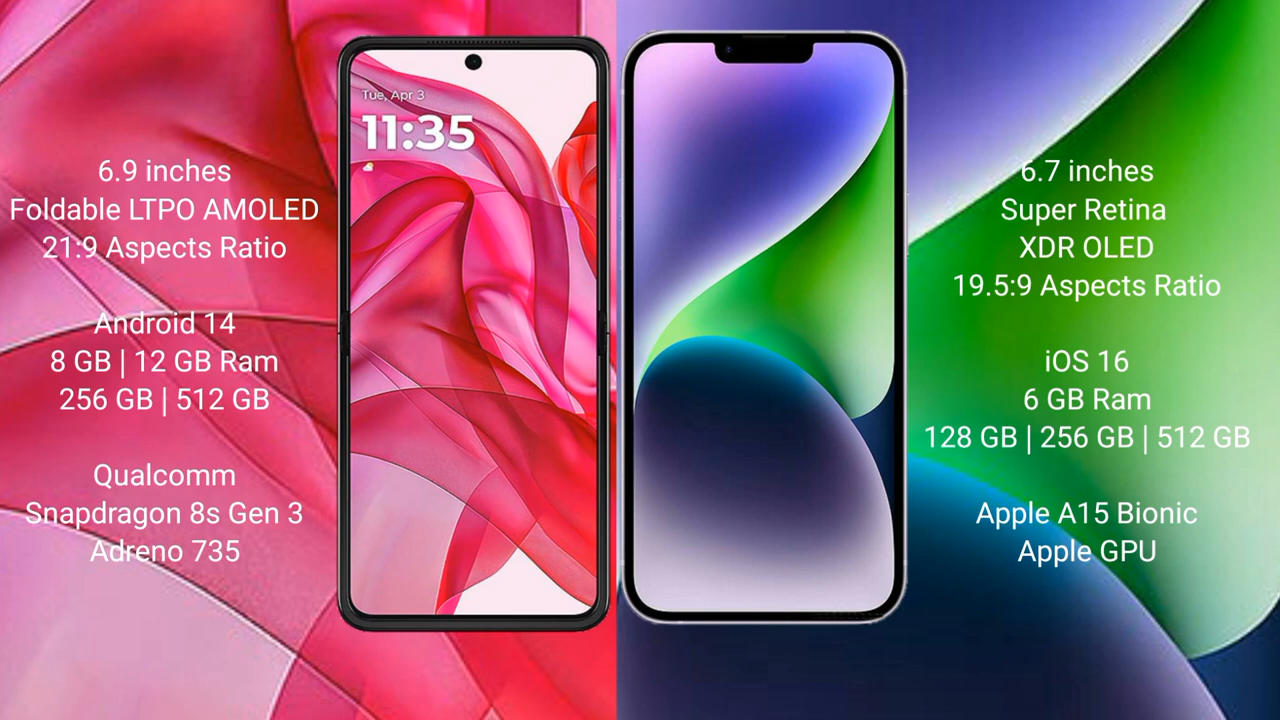 6.9 inches
Foldable LTPO AMOLED
21:9 Aspects Ratio
Android 14
8 GB | 12 GB Ram
256 GB | 512 GB
Qualcomm
Snapdragon 8s Gen 3
Adreno 735
Tue, Apr 3
11:35
6.7 inches
Super Retina
XDR OLED
19.5:9 Aspects Ratio
iOS 16
6 GB Ram
128 GB | 256 GB | 512 GB
Apple A15 Bionic
Apple GPU